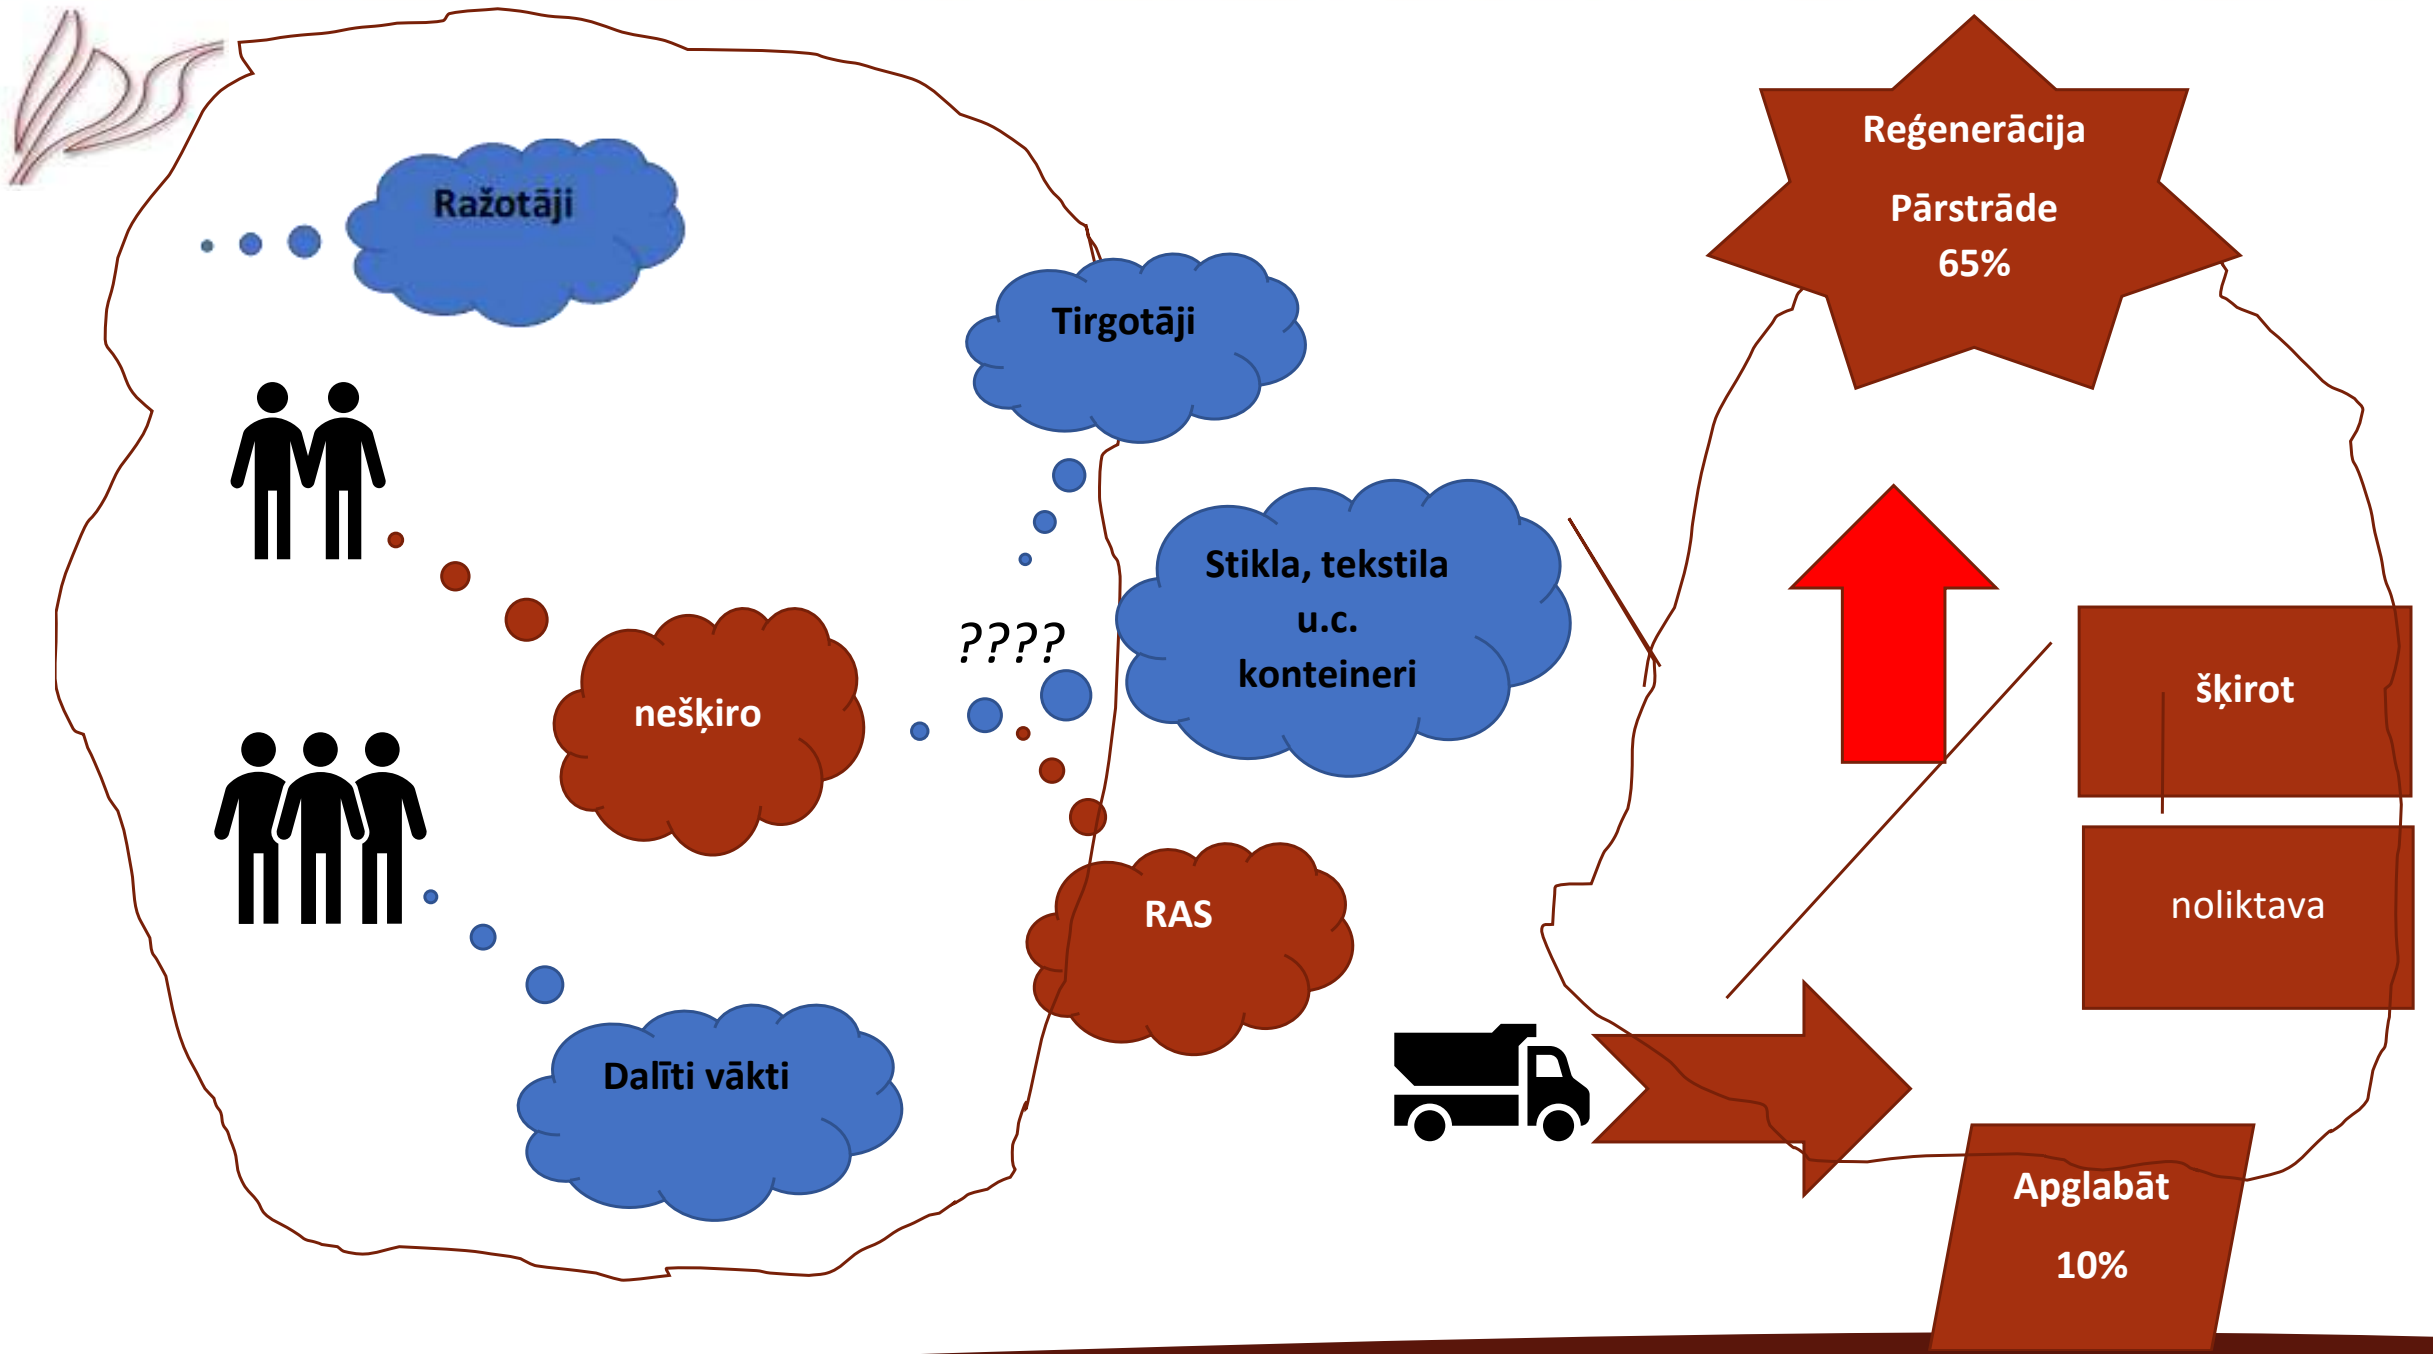 Ražotāji
Tirgotāji
Reģenerācija
Pārstrāde
65%
Stikla, tekstila
u.c.
konteineri
????
nešķiro
šķirot
noliktava
RAS
Dalīti vākti
Apglabāt
10%